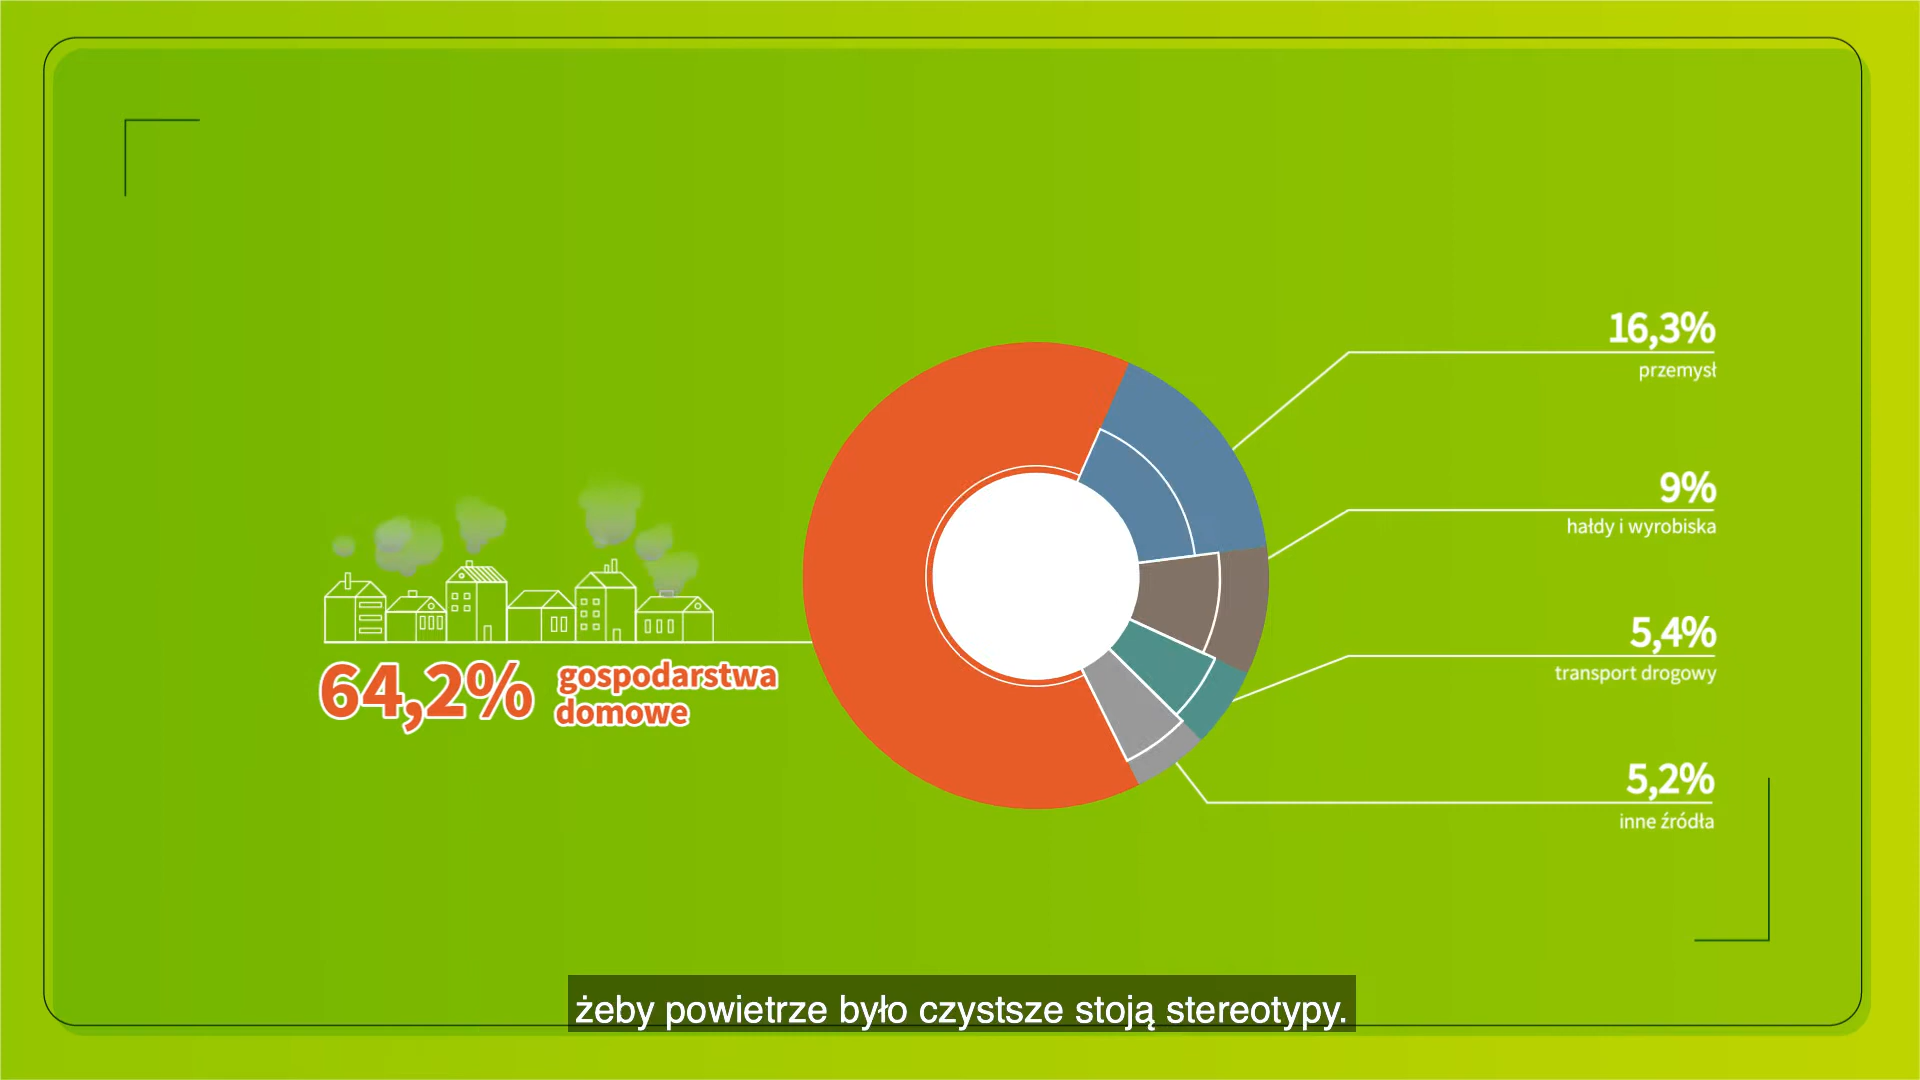 64,2%
gospodarstwa
domowe
16,3%
przemysł
9%
hałdy i wyrobiska
5,4%
transport drogowy
5,2%
inne źródła
żeby powietrze było czystsze stoją stereotypy.